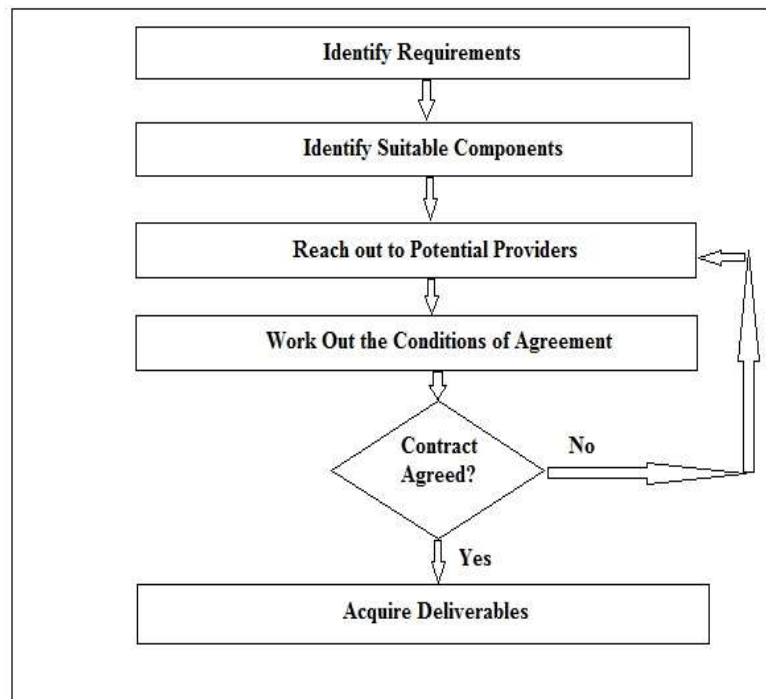 Identify Requirements
Identify Suitable Components
Reach out to Potential Providers
Work Out the Conditions of Agreement
Contract
Agreed?
No
Yes
Acquire Deliverables